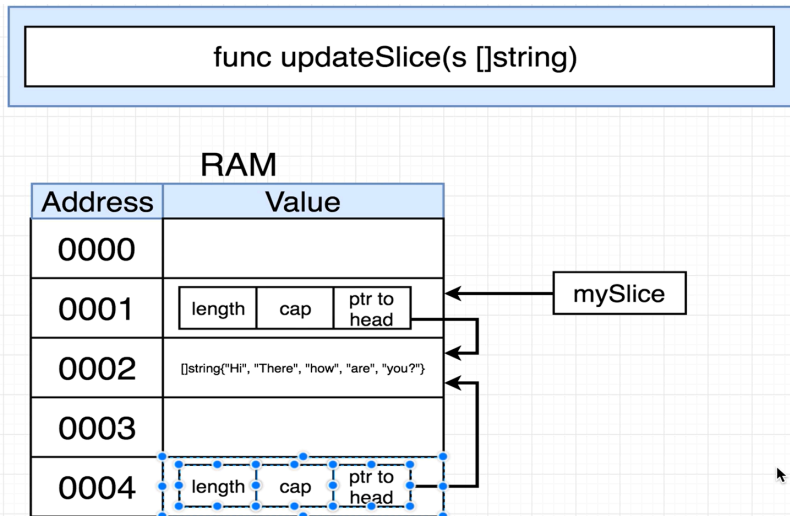 func updateSlice(s []string)
RAM
Address Value
0000
0001 length cap ptr to
head
mySlice
0002 []string{"Hi", "There", "how", "are", "you?"}
0003
0004 length cap ptr to
head